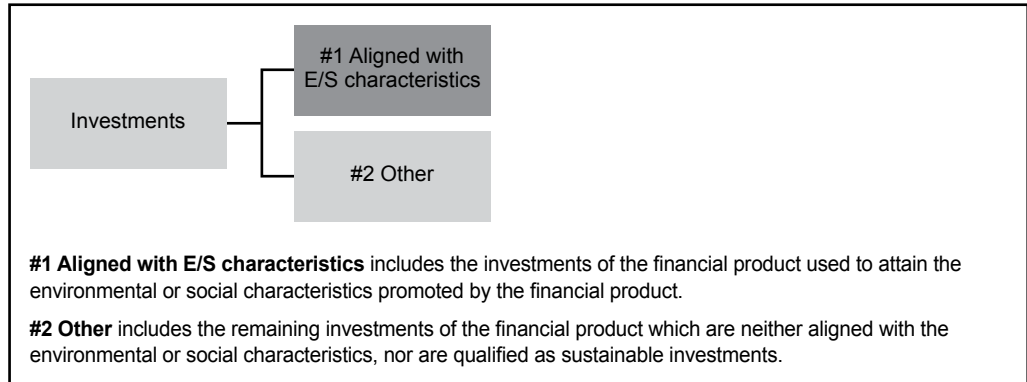 #1 Aligned with
E/S characteristics
Investments
#2 Other
#1 Aligned with E/S characteristics includes the investments of the financial product used to attain the
environmental or social characteristics promoted by the financial product.
#2 Other includes the remaining investments of the financial product which are neither aligned with the
environmental or social characteristics, nor are qualified as sustainable investments.